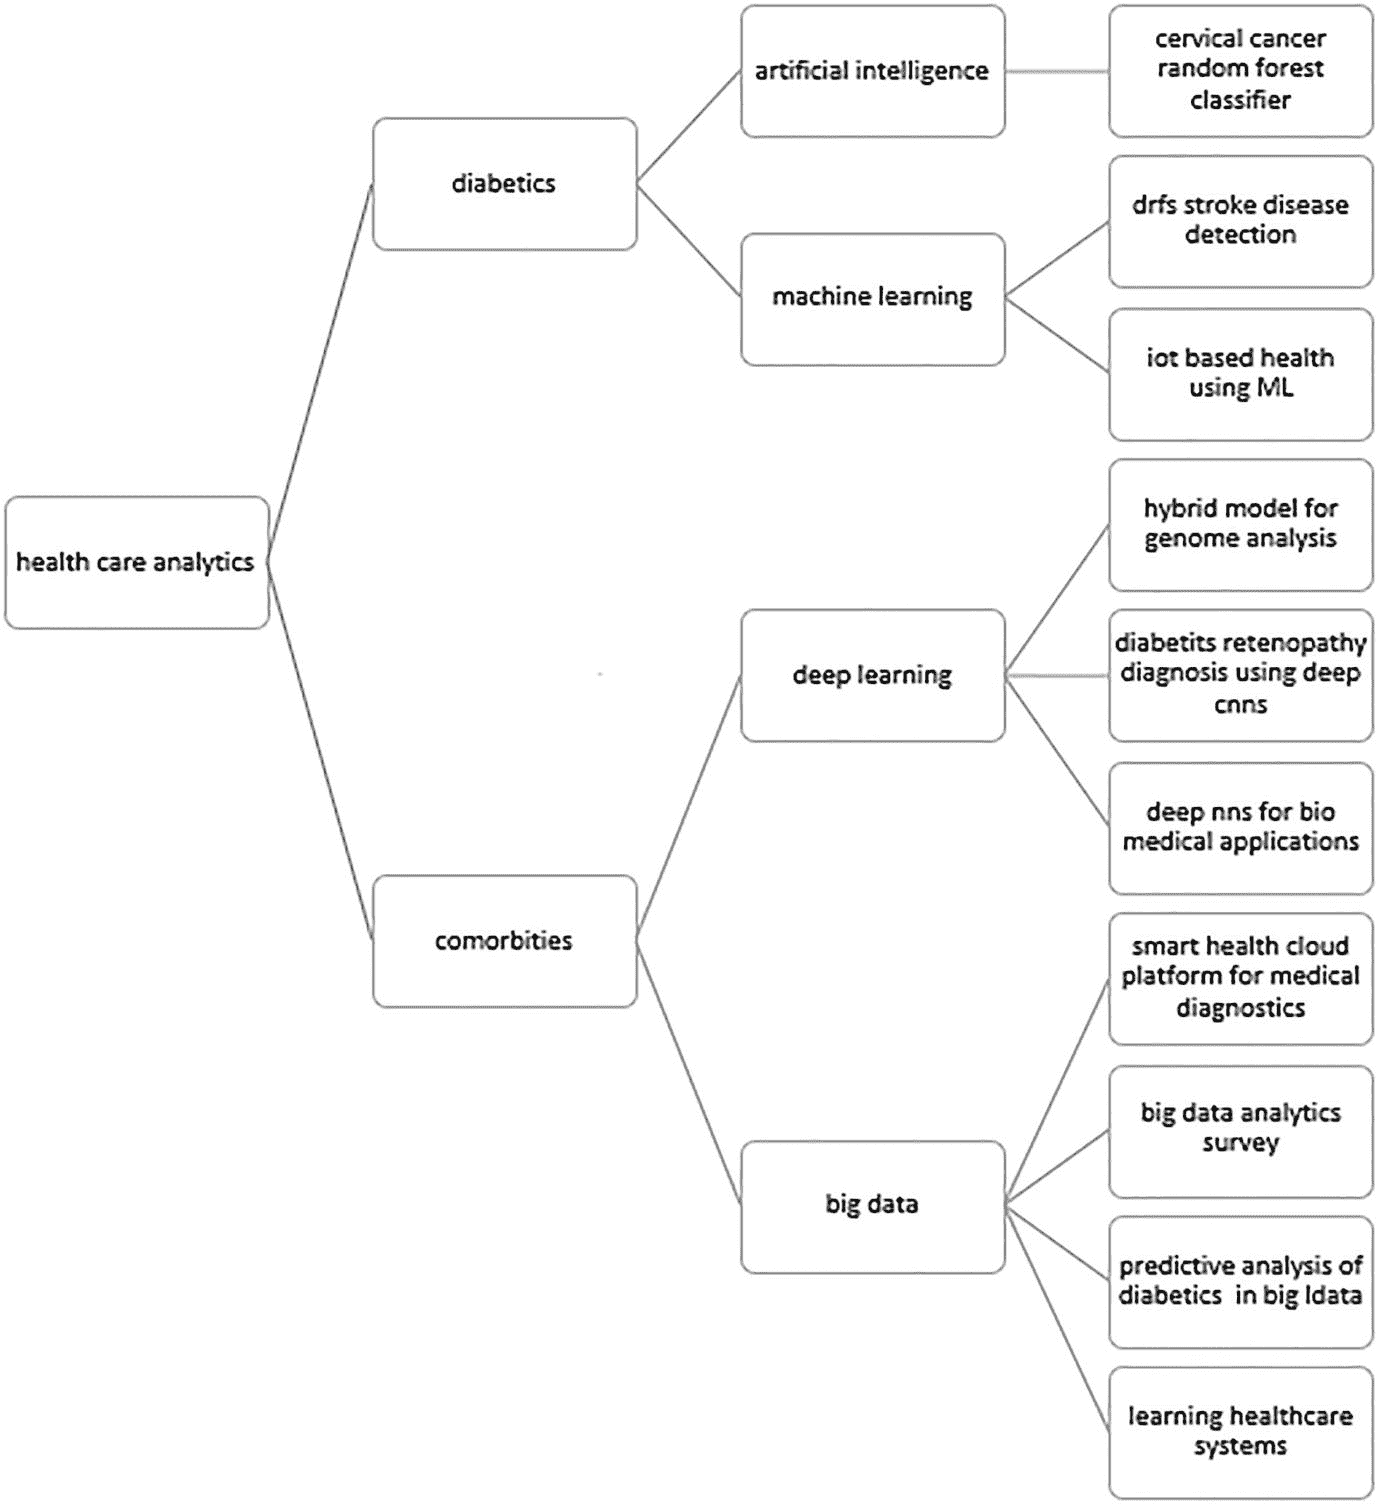 artificial intelligence
cervical cancer
random forest
classifier
diabetics
drfs stroke disease
detection
machine learning
iot based health
using ML
health care analytics
hybrid model for
genome analysis
deep learning
diabetits retenopathy
diagnosis using deep
cnns
deep nns for bio
medical applications
comorbities
smart health cloud
platform for medical
diagnostics
big data analytics
survey
big data
predictive analysis of
diabetics in big ldata
learning healthcare
systems